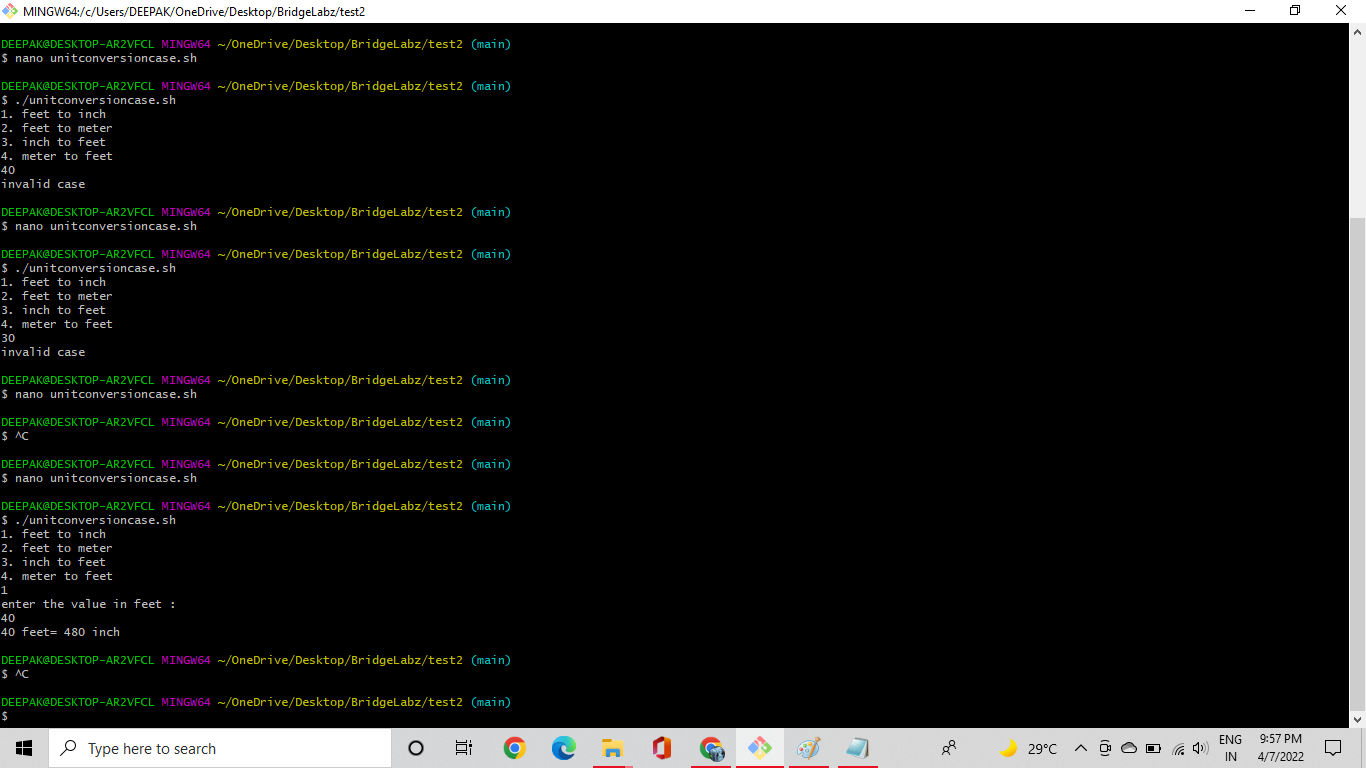 MINGW64:/c/Users/DEEPAK/OneDrive/Desktop/BridgeLabz/test2
DEEPAK@DESKTOP-AR2VFCL MINGW64 ~/OneDrive/Desktop/BridgeLabz/test2 (main)
$ nano unitconversioncase.sh
DEEPAK@DESKTOP-AR2VFCL MINGW64 ~/OneDrive/Desktop/BridgeLabz/test2 (main)
$ ./unitconversioncase.sh
1. feet to inch
2. feet to meter
3. inch to feet
4. meter to feet
40
invalid case
DEEPAK@DESKTOP-AR2VFCL MINGW64 ~/OneDrive/Desktop/BridgeLabz/test2 (main)
$ nano unitconversioncase.sh
DEEPAK@DESKTOP-AR2VFCL MINGW64 ~/OneDrive/Desktop/BridgeLabz/test2 (main)
$ ./unitconversioncase.sh
1. feet to inch
2. feet to meter
3. inch to feet
4. meter to feet
30
invalid case
DEEPAK@DESKTOP-AR2VFCL MINGW64 ~/OneDrive/Desktop/BridgeLabz/test2 (main)
$ nano unitconversioncase.sh
DEEPAK@DESKTOP-AR2VFCL MINGW64 ~/OneDrive/Desktop/BridgeLabz/test2 (main)
$ ^C
DEEPAK@DESKTOP-AR2VFCL MINGW64 ~/OneDrive/Desktop/BridgeLabz/test2 (main)
$ nano unitconversioncase.sh
DEEPAK@DESKTOP-AR2VFCL MINGW64 ~/OneDrive/Desktop/BridgeLabz/test2 (main)
$ ./unitconversioncase.sh
1. feet to inch
2. feet to meter
3. inch to feet
4. meter to feet
1
enter the value in feet :
40
40 feet= 480 inch
DEEPAK@DESKTOP-AR2VFCL MINGW64 ~/OneDrive/Desktop/BridgeLabz/test2 (main)
$ ^C
DEEPAK@DESKTOP-AR2VFCL MINGW64 ~/OneDrive/Desktop/BridgeLabz/test2 (main)
$
Type here to search
29°C
ENG
IN
9:57 PM
4/7/2022